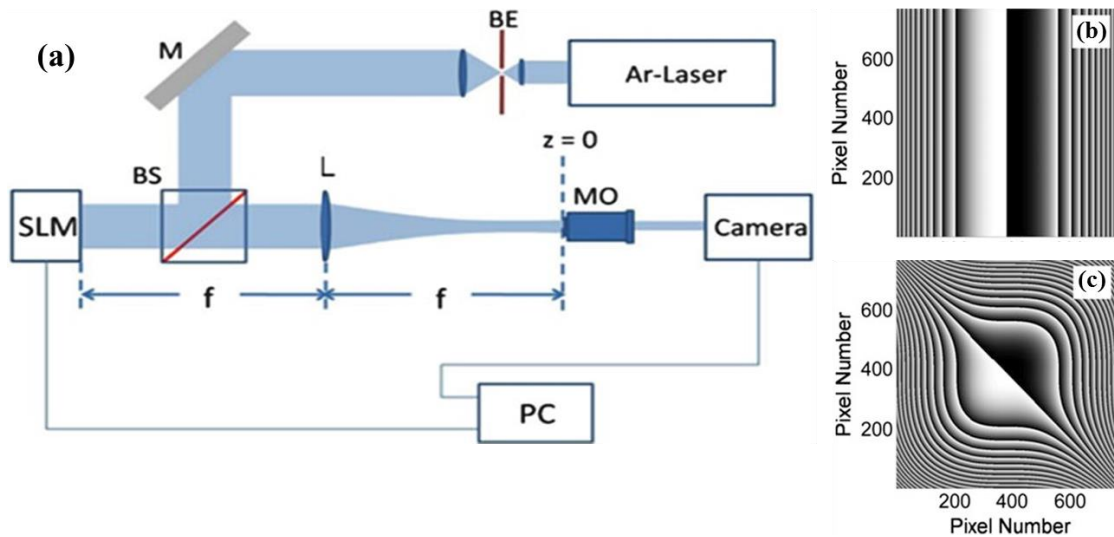 (a)
M
BE
Ar-Laser
z = 0
BS
L
MO
SLM
Camera
f
f
PC
(b)
Pixel Number
600
400
200
(c)
Pixel Number
600
400
200
200 400 600
Pixel Number